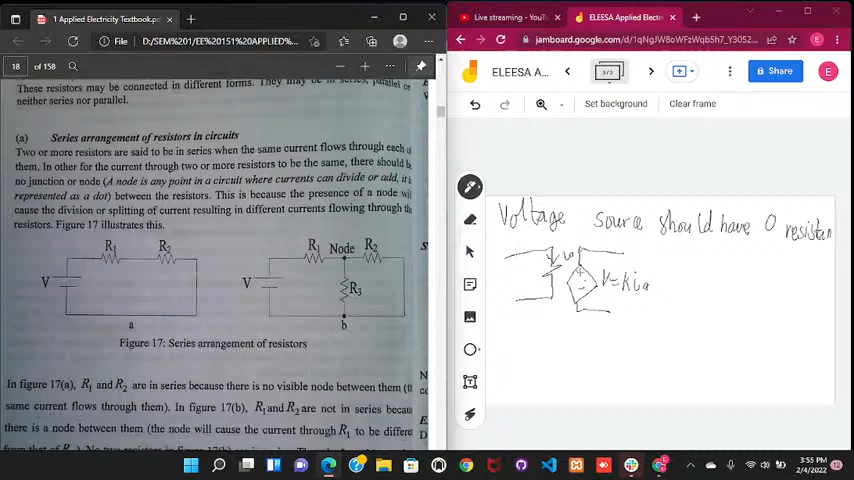 1 Applied Electricity Textbook.p
Live streaming - YouT
ELEESA Applied Electr
File
D:/SEM%201/EE%20151%20APPLIED%...
jamboard.google.com/d/1qNgJW8oWFzWqb5h7_Y3052...
18 of 158
ELEESA A...
3/3
Share
E
Set background
Clear frame
These resistors may be connected in different forms. They may be in series, parallel or
neither series nor parallel.
(a) Series arrangement of resistors in circuits
Two or more resistors are said to be in series when the same current flows through each of
them. In other for the current through two or more resistors to be the same, there should be
no junction or node (A node is any point in a circuit where currents can divide or add, it is
represented as a dot) between the resistors. This is because the presence of a node will
cause the division or splitting of current resulting in different currents flowing through the
resistors. Figure 17 illustrates this.
R1 R2 R1 Node R2
V V R3
a b
Figure 17: Series arrangement of resistors
In figure 17(a), R1 and R2 are in series because there is no visible node between them (th
same current flows through them). In figure 17(b), R1 and R2 are not in series becau
there is a node between them (the node will cause the current through R1 to be differe
Voltage source should have 0 resistan
V=kia
3:55 PM
2/4/2022